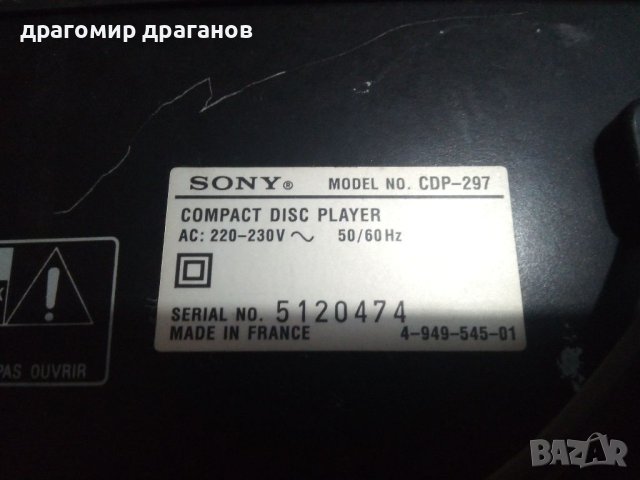 драгомир драганов
SONY® MODEL NO. CDP-297
COMPACT DISC PLAYER
AC: 220-230V ~ 50/60Hz
SERIAL NO. 5120474
MADE IN FRANCE 4-949-545-01
PAS OUVRIR
BAZAR